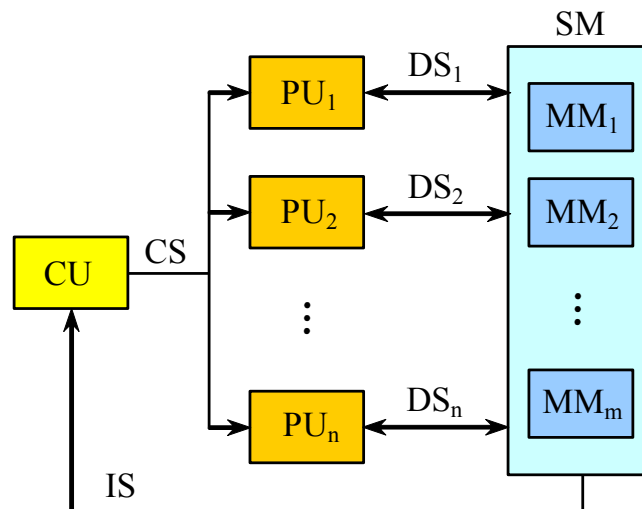 SM
PU₁
DS₁
MM₁
PU₂
DS₂
MM₂
CU
CS
⋮
⋮
PUₙ
DSₙ
MMₘ
IS